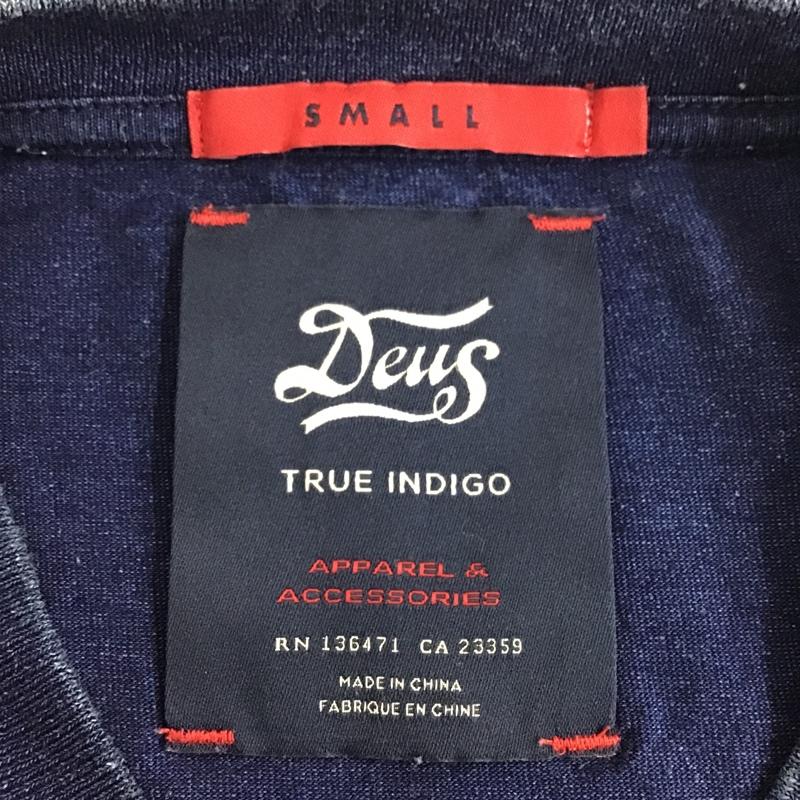 SMALL
Deus
TRUE INDIGO
APPAREL &
ACCESSORIES
RN 136471 CA 23359
MADE IN CHINA
FABRIQUE EN CHINE